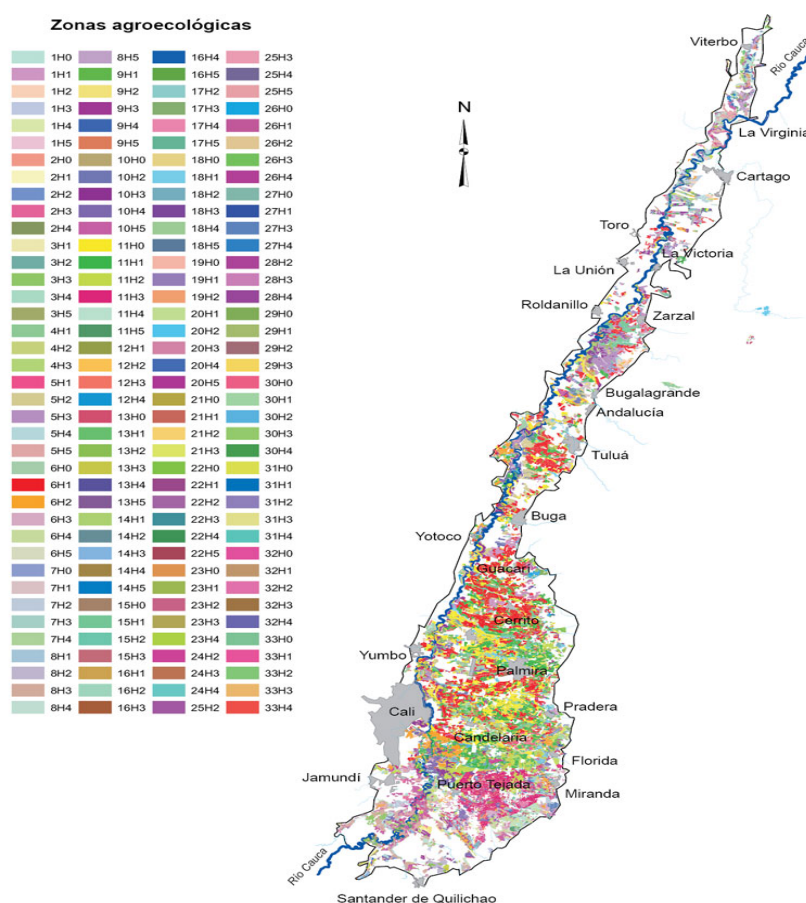 Zonas agroecológicas
1H0
1H1
1H2
1H3
1H4
1H5
2H0
2H1
2H2
2H3
2H4
3H1
3H2
3H3
3H4
3H5
4H1
4H2
4H3
5H1
5H2
5H3
5H4
5H5
6H0
6H1
6H2
6H3
6H4
6H5
7H0
7H1
7H2
7H3
7H4
8H1
8H2
8H3
8H4
8H5
9H1
9H2
9H3
9H4
9H5
10H0
10H2
10H3
10H4
10H5
11H0
11H1
11H2
11H3
11H4
11H5
12H1
12H2
12H3
12H4
13H0
13H1
13H2
13H3
13H4
13H5
14H1
14H2
14H3
14H4
14H5
15H0
15H1
15H2
15H3
16H1
16H2
16H3
16H4
16H5
17H2
17H3
17H4
17H5
18H0
18H1
18H2
18H3
18H4
18H5
19H0
19H1
19H2
20H1
20H2
20H3
20H4
20H5
21H0
21H1
21H2
21H3
22H0
22H1
22H2
22H3
22H4
22H5
23H0
23H1
23H2
23H3
23H4
24H2
24H3
24H4
25H2
25H3
25H4
25H5
26H0
26H1
26H2
26H3
26H4
27H0
27H1
27H3
27H4
28H2
28H3
28H4
29H0
29H1
29H2
29H3
30H0
30H1
30H2
30H3
30H4
31H0
31H1
31H2
31H3
31H4
32H0
32H1
32H2
32H3
32H4
33H0
33H1
33H2
33H3
33H4
N
Viterbo
Río Cauca
La Virginia
Cartago
Toro
La Victoria
La Unión
Roldanillo
Zarzal
Bugalagrande
Andalucía
Tuluá
Buga
Yotoco
Guacarí
Cerrito
Yumbo
Palmira
Cali
Pradera
Candelaria
Florida
Jamundí
Puerto Tejada
Miranda
Río Cauca
Santander de Quilichao